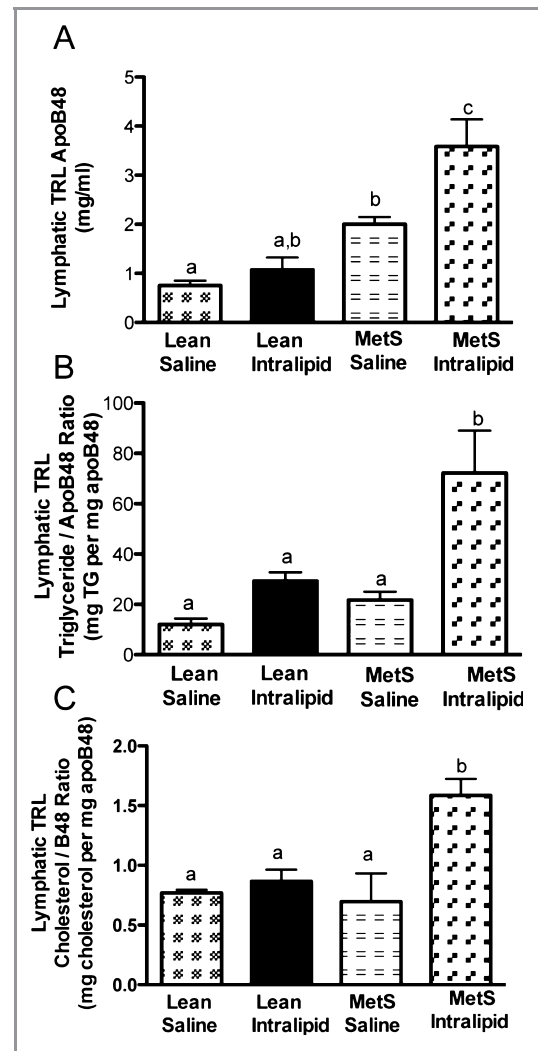 A
Lymphatic TRL ApoB48
(mg/ml)
5
4
3
2
1
0
a
a,b
b
c
Lean
Saline
Lean
Intralipid
MetS
Saline
MetS
Intralipid
B
Lymphatic TRL
Triglyceride / ApoB48 Ratio
(mg TG per mg apoB48)
100
80
60
40
20
0
a
a
a
b
Lean
Saline
Lean
Intralipid
MetS
Saline
MetS
Intralipid
C
Lymphatic TRL
Cholesterol / B48 Ratio
(mg cholesterol per mg apoB48)
2.0
1.5
1.0
0.5
0.0
a
a
a
b
Lean
Saline
Lean
Intralipid
MetS
Saline
MetS
Intralipid